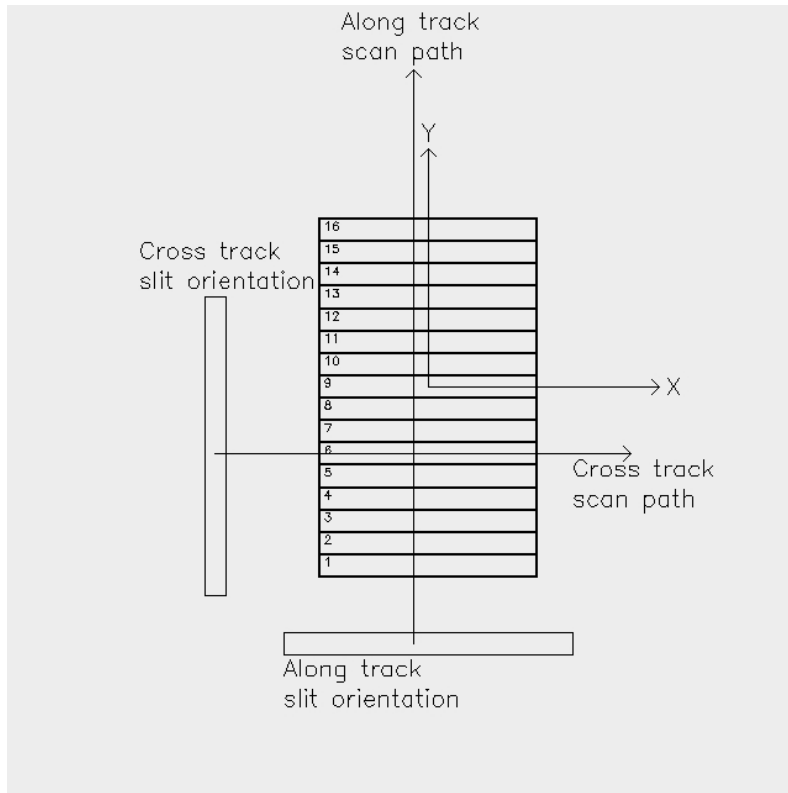 Along track
scan path
Y
16
Cross track
slit orientation
15
14
13
12
11
10
9
X
8
7
6
Cross track
scan path
5
4
3
2
1
Along track
slit orientation